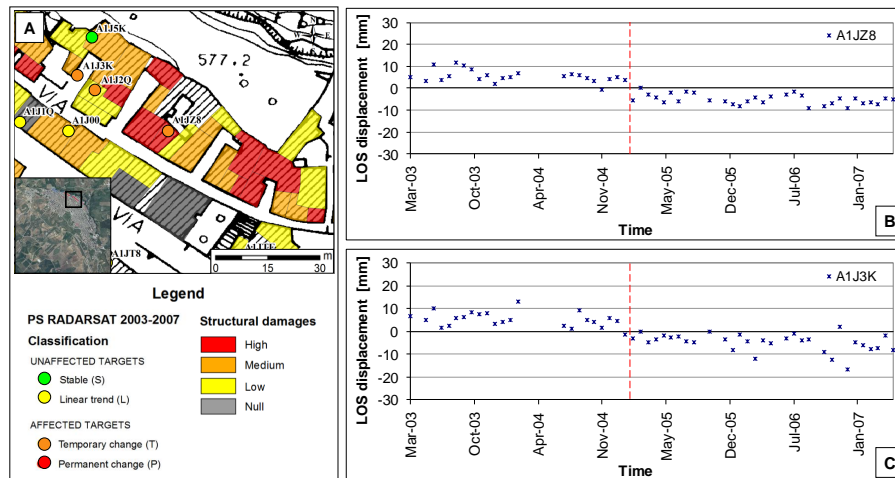 A
A1J5K
577.2
A1J3K
A1J2Q
A1JZ8
A1J1Q
A1J00
VIA
VIA
A1JT8
m
0 15 30
Legend
PS RADARSAT 2003-2007
Classification
UNAFFECTED TARGETS
Stable (S)
Linear trend (L)
AFFECTED TARGETS
Temporary change (T)
Permanent change (P)
Structural damages
High
Medium
Low
Null
LOS displacement [mm]
30
20
10
0
-10
-20
-30
A1JZ8
Mar-03 Oct-03 Apr-04 Nov-04 May-05 Dec-05 Jul-06 Jan-07
Time
B
LOS displacement [mm]
30
20
10
0
-10
-20
-30
A1J3K
Mar-03 Oct-03 Apr-04 Nov-04 May-05 Dec-05 Jul-06 Jan-07
Time
C